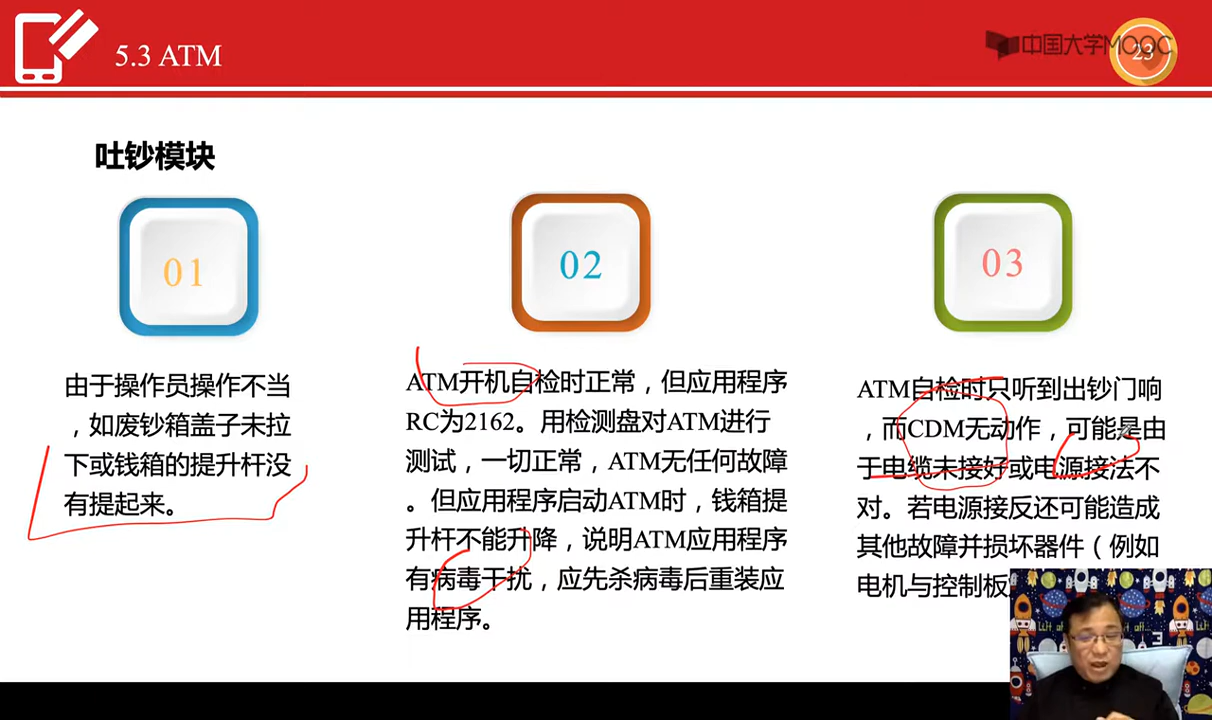 5.3 ATM
中国大学MOOC
23
吐钞模块
01
由于操作员操作不当
，如废钞箱盖子未拉
下或钱箱的提升杆没
有提起来。
02
ATM开机自检时正常，但应用程序
RC为2162。用检测盘对ATM进行
测试，一切正常，ATM无任何故障
。但应用程序启动ATM时，钱箱提
升杆不能升降，说明ATM应用程序
有病毒干扰，应先杀病毒后重装应
用程序。
03
ATM自检时只听到出钞门响
，而CDM无动作，可能是由
于电缆未接好或电源接法不
对。若电源接反还可能造成
其他故障并损坏器件（例如
电机与控制板